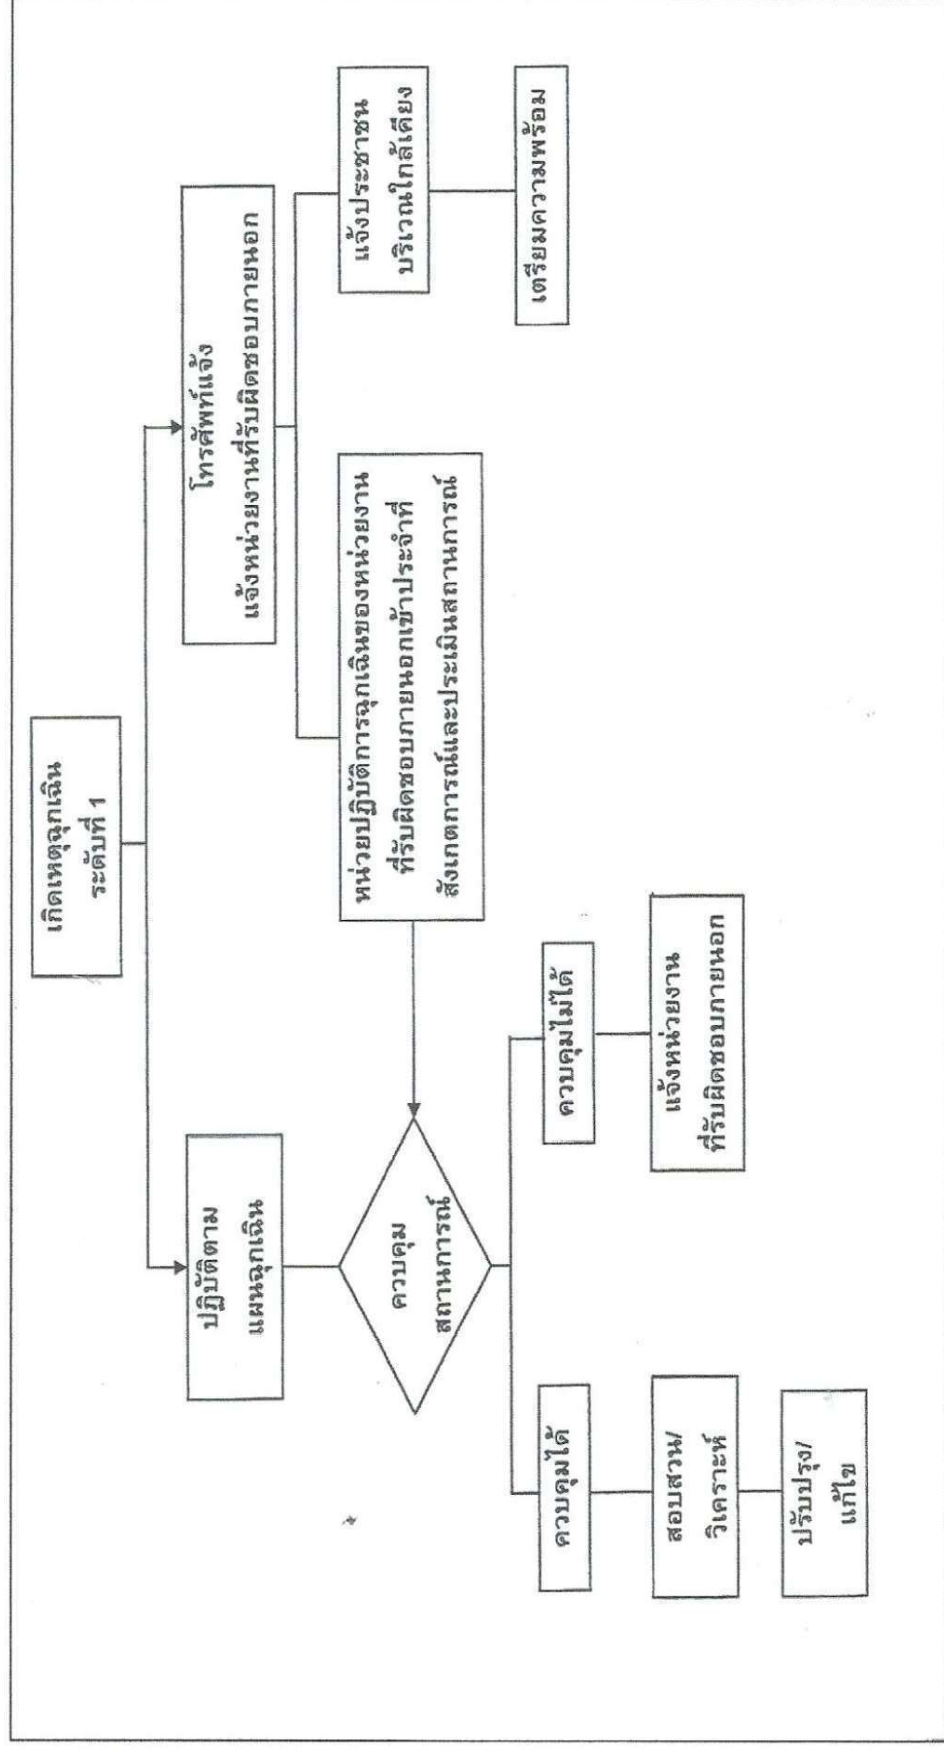 เกิดเหตุฉุกเฉิน
ระดับที่ 1
ปฏิบัติตาม
แผนฉุกเฉิน
โทรศัพท์แจ้ง
แจ้งหน่วยงานที่รับผิดชอบภายนอก
ควบคุม
สถานการณ์
หน่วยปฏิบัติการฉุกเฉินของหน่วยงาน
ที่รับผิดชอบภายนอกเข้าประจำที่
สังเกตการณ์และประเมินสถานการณ์
แจ้งประชาชน
บริเวณใกล้เคียง
เตรียมความพร้อม
ควบคุมได้
ควบคุมไม่ได้
สอบสวน/
วิเคราะห์
แจ้งหน่วยงาน
ที่รับผิดชอบภายนอก
ปรับปรุง/
แก้ไข